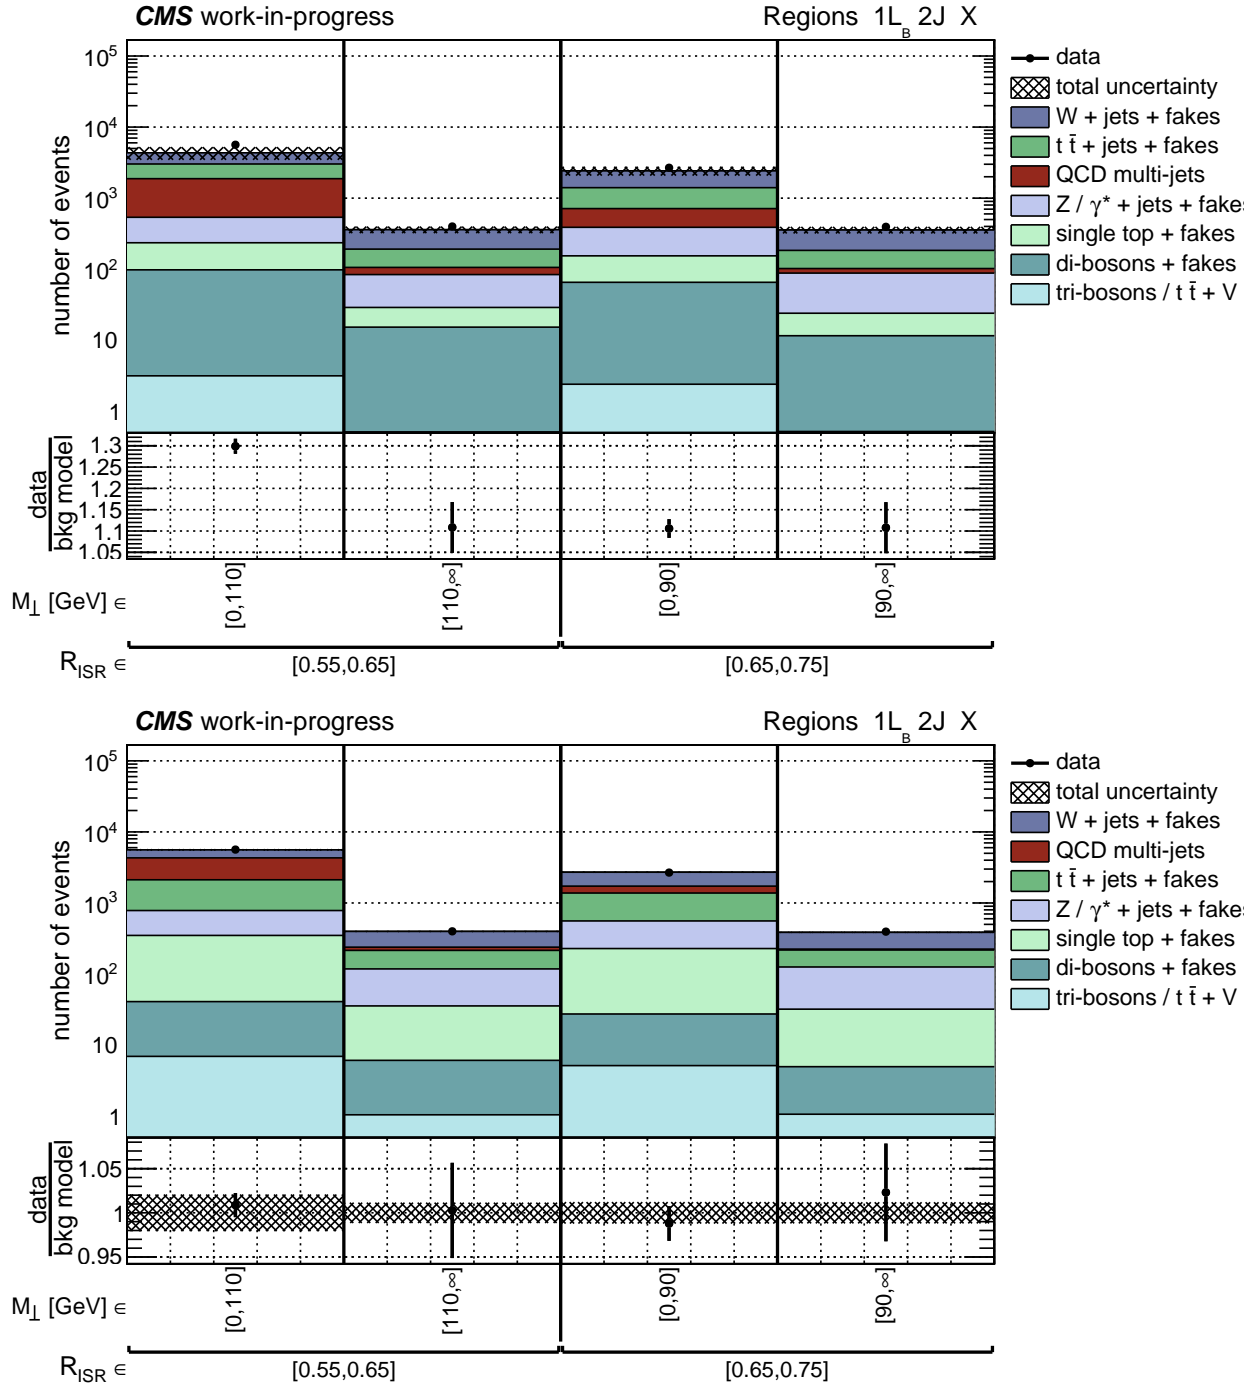 CMS work-in-progress Regions 1L_B 2J X
number of events
10^5
10^4
10^3
10^2
10
1
data
total uncertainty
W + jets + fakes
t t̄ + jets + fakes
QCD multi-jets
Z / γ* + jets + fakes
single top + fakes
di-bosons + fakes
tri-bosons / t t̄ + V
data
bkg model
1.3
1.25
1.2
1.15
1.1
1.05
M⊥ [GeV] ∈ [0,110] [110,∞] [0,90] [90,∞]
R_ISR ∈ [0.55,0.65] [0.65,0.75]
CMS work-in-progress Regions 1L_B 2J X
number of events
10^5
10^4
10^3
10^2
10
1
data
total uncertainty
W + jets + fakes
QCD multi-jets
t t̄ + jets + fakes
Z / γ* + jets + fakes
single top + fakes
di-bosons + fakes
tri-bosons / t t̄ + V
data
bkg model
1.05
1
0.95
M⊥ [GeV] ∈ [0,110] [110,∞] [0,90] [90,∞]
R_ISR ∈ [0.55,0.65] [0.65,0.75]